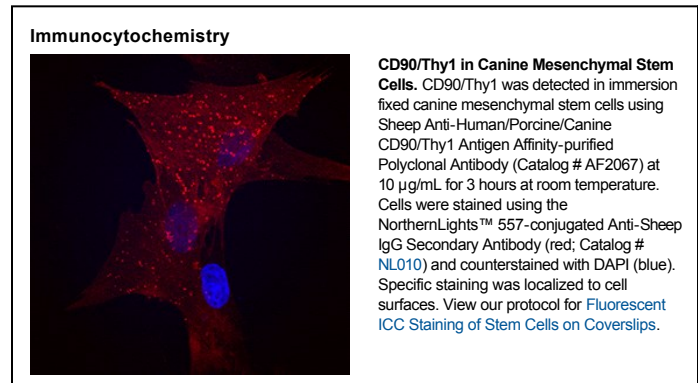 Immunocytochemistry
CD90/Thy1 in Canine Mesenchymal Stem
Cells. CD90/Thy1 was detected in immersion
fixed canine mesenchymal stem cells using
Sheep Anti-Human/Porcine/Canine
CD90/Thy1 Antigen Affinity-purified
Polyclonal Antibody (Catalog # AF2067) at
10 µg/mL for 3 hours at room temperature.
Cells were stained using the
NorthernLights™ 557-conjugated Anti-Sheep
IgG Secondary Antibody (red; Catalog #
NL010) and counterstained with DAPI (blue).
Specific staining was localized to cell
surfaces. View our protocol for Fluorescent
ICC Staining of Stem Cells on Coverslips.